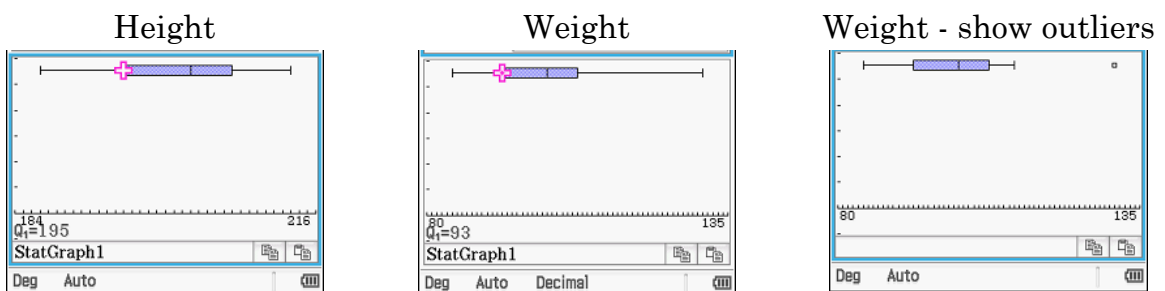 Height
184 216
Q₁=195
StatGraph1
Deg Auto
Weight
80 135
Q₁=93
StatGraph1
Deg Auto Decimal
Weight - show outliers
80 135
Deg Auto